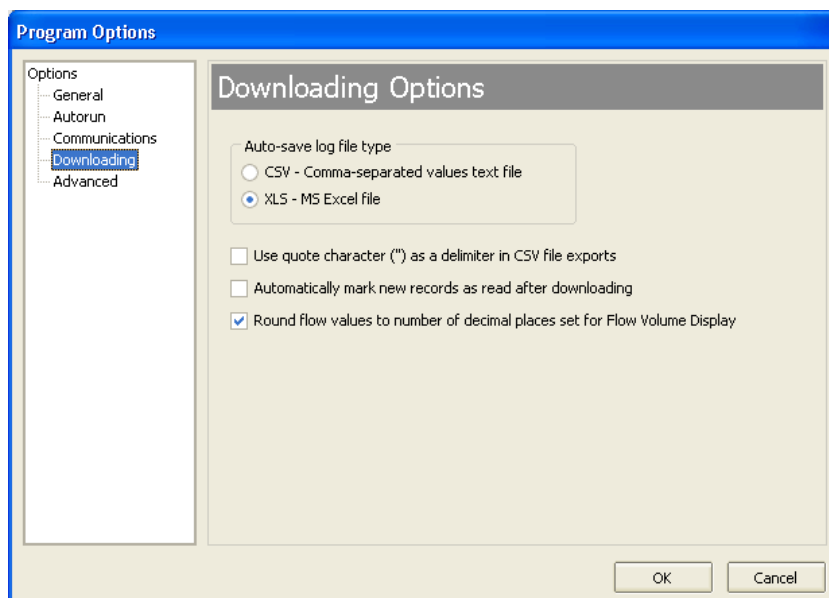 Program Options
Options
General
Autorun
Communications
Downloading
Advanced
Downloading Options
Auto-save log file type
CSV - Comma-separated values text file
XLS - MS Excel file
Use quote character (") as a delimiter in CSV file exports
Automatically mark new records as read after downloading
Round flow values to number of decimal places set for Flow Volume Display
OK
Cancel